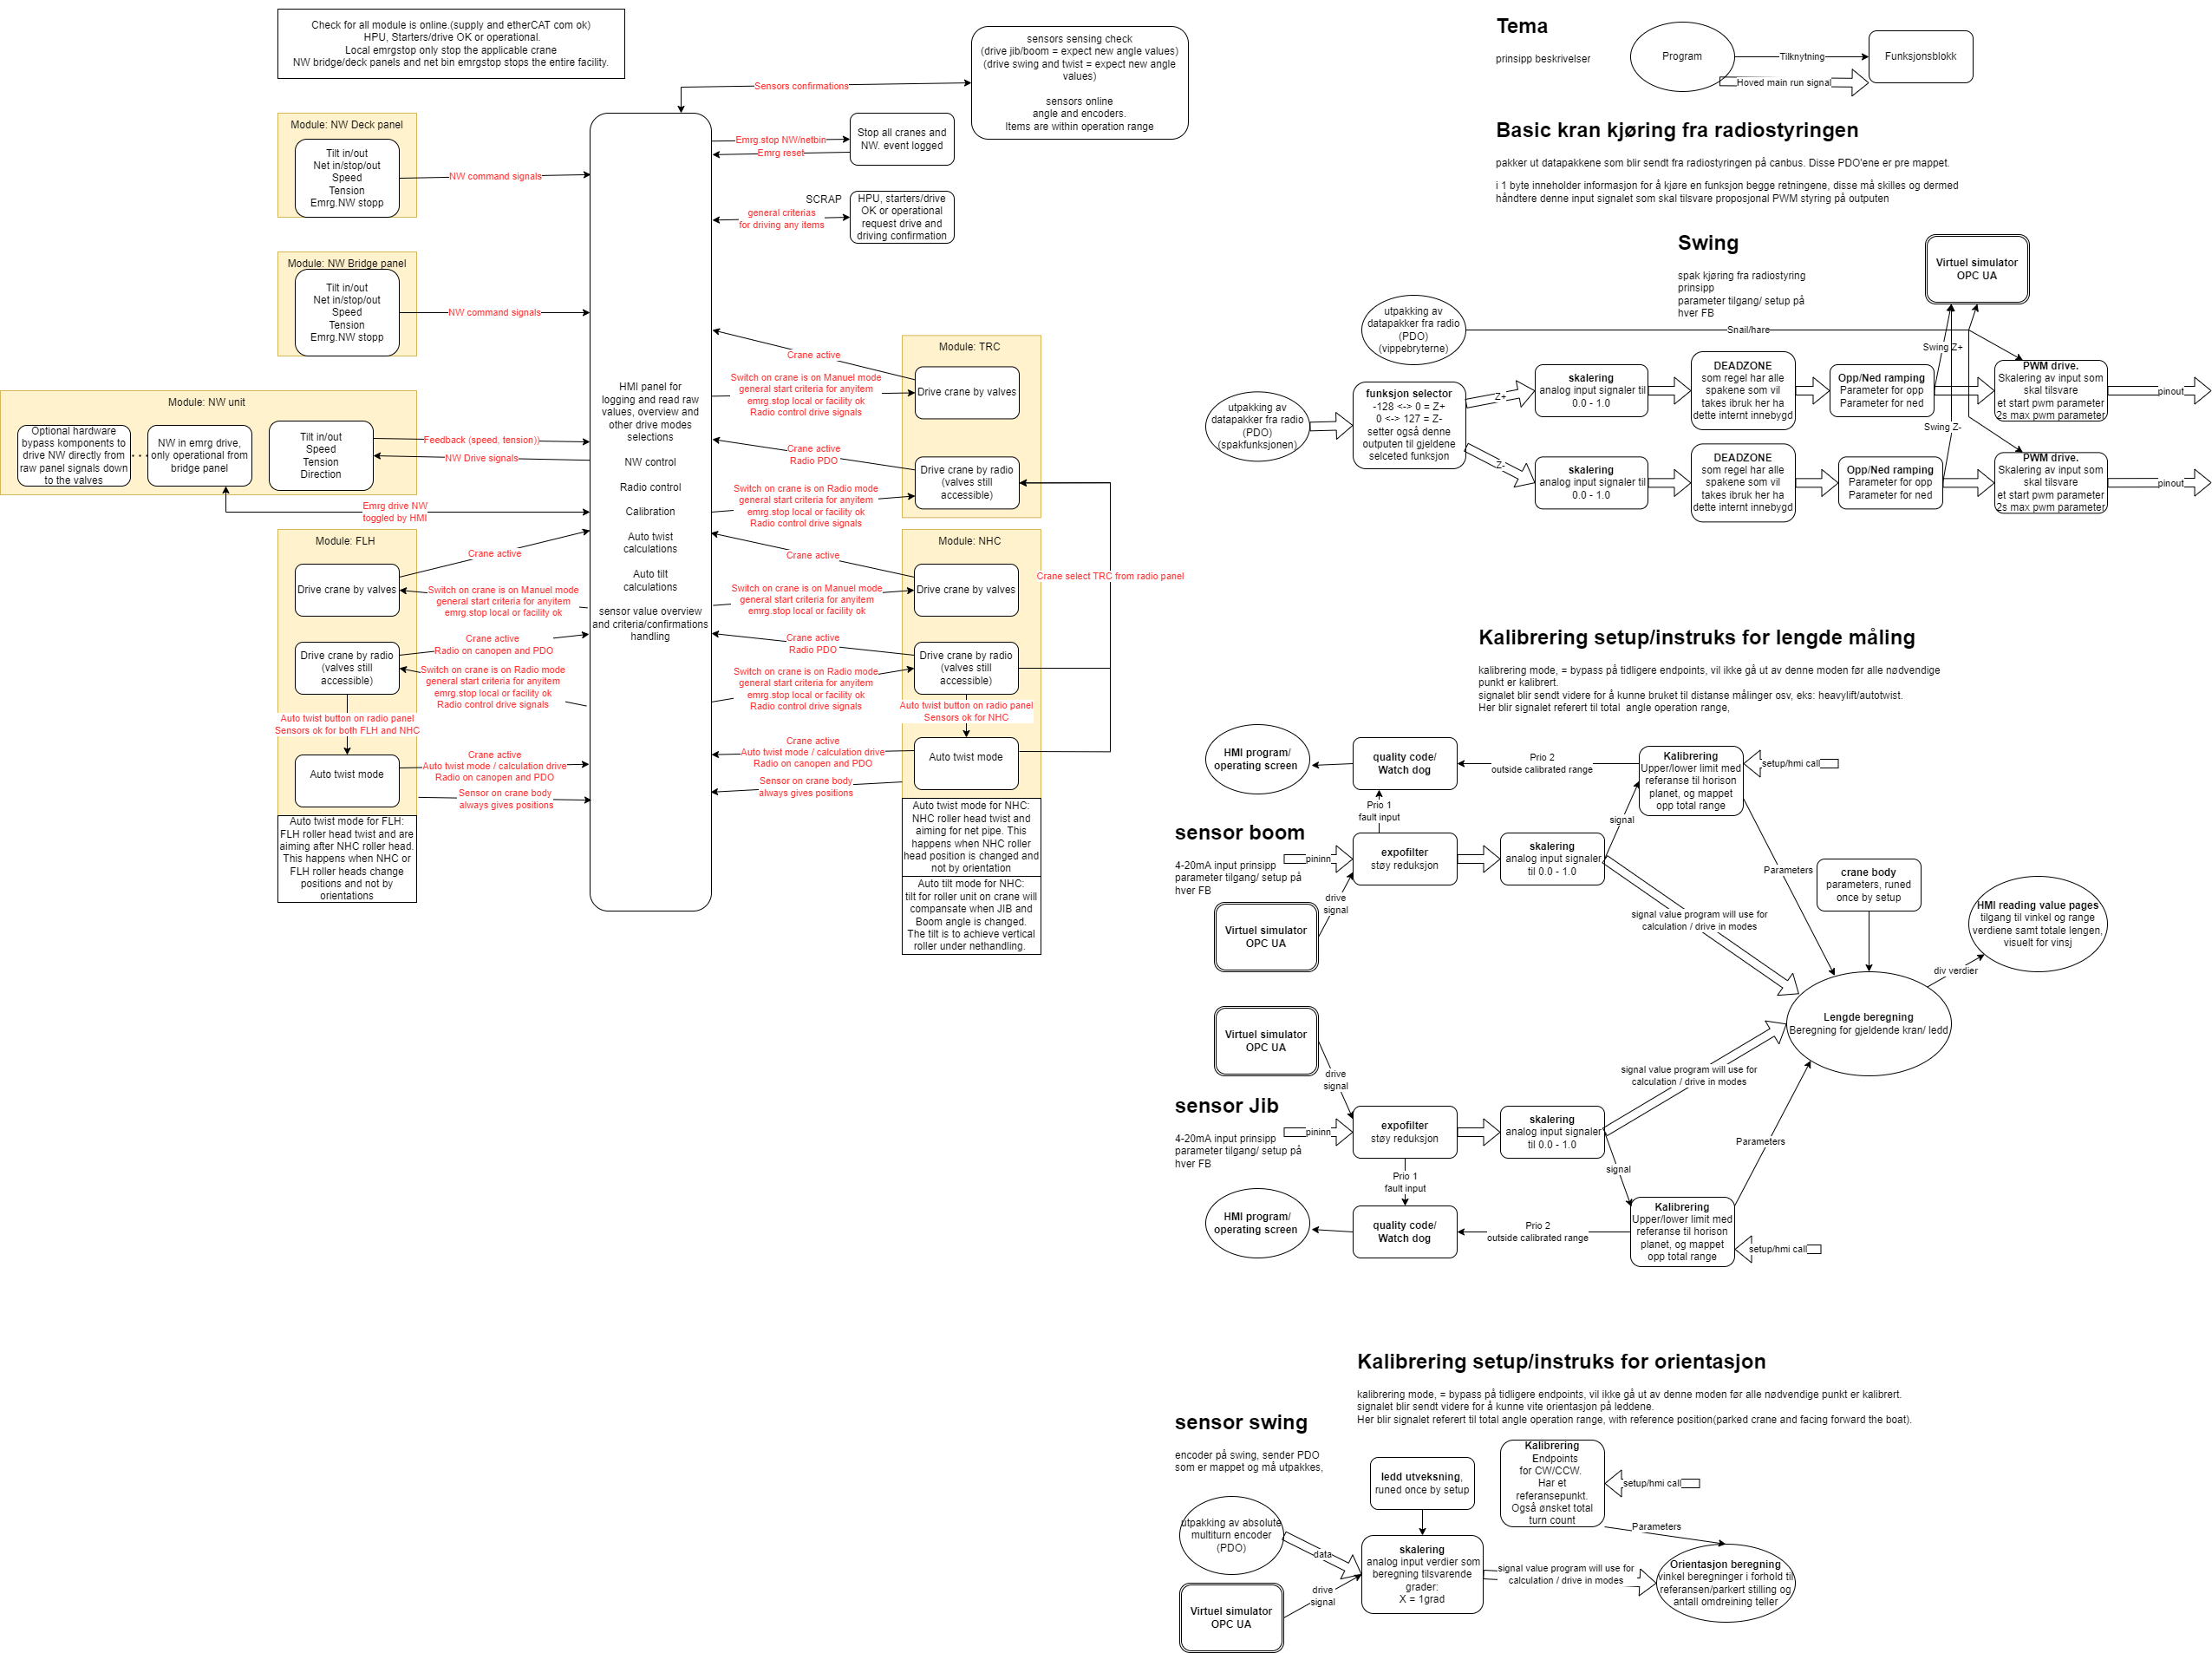 Check for all module is online.(supply and etherCAT com ok)
HPU, Starters/drive OK or operational.
Local emrgstop only stop the applicable crane
NW bridge/deck panels and net bin emrgstop stops the entire facility.
sensors sensing check
(drive jib/boom = expect new angle values)
(drive swing and twist = expect new angle
values)
sensors online
angle and encoders.
Items are within operation range
Sensors confirmations
Module: NW Deck panel
Tilt in/out
Net in/stop/out
Speed
Tension
Emrg.NW stopp
NW command signals
Emrg.stop NW/netbin
Emrg reset
Stop all cranes and
NW. event logged
SCRAP
general criterias
for driving any items
HPU, starters/drive
OK or operational
request drive and
driving confirmation
Module: NW Bridge panel
Tilt in/out
Net in/stop/out
Speed
Tension
Emrg.NW stopp
NW command signals
HMI panel for
logging and read raw
values, overview and
other drive modes
selections
NW control
Radio control
Calibration
Auto twist
calculations
Auto tilt
calculations
sensor value overview
and criteria/confirmations
handling
Module: NW unit
Optional hardware
bypass komponents to
drive NW directly from
raw panel signals down
to the valves
NW in emrg drive,
only operational from
bridge panel
Tilt in/out
Speed
Tension
Direction
Feedback (speed, tension))
NW Drive signals
Emrg drive NW
toggled by HMI
Module: TRC
Drive crane by valves
Crane active
Switch on crane is on Manuel mode
general start criteria for anyitem
emrg.stop local or facility ok
Radio control drive signals
Crane active
Radio PDO
Drive crane by radio
(valves still
accessible)
Switch on crane is on Radio mode
general start criteria for anyitem
emrg.stop local or facility ok
Radio control drive signals
Module: FLH
Drive crane by valves
Crane active
Switch on crane is on Manuel mode
general start criteria for anyitem
emrg.stop local or facility ok
Drive crane by radio
(valves still
accessible)
Crane active
Radio on canopen and PDO
Switch on crane is on Radio mode
general start criteria for anyitem
emrg.stop local or facility ok
Radio control drive signals
Auto twist button on radio panel
Sensors ok for both FLH and NHC
Auto twist mode
Crane active
Auto twist mode / calculation drive
Radio on canopen and PDO
Sensor on crane body
always gives positions
Auto twist mode for FLH:
FLH roller head twist and are
aiming after NHC roller head.
This happens when NHC or
FLH roller heads change
positions and not by
orientations
Module: NHC
Drive crane by valves
Crane active
Switch on crane is on Manuel mode
general start criteria for anyitem
emrg.stop local or facility ok
Crane select TRC from radio panel
Crane active
Radio PDO
Drive crane by radio
(valves still
accessible)
Switch on crane is on Radio mode
general start criteria for anyitem
emrg.stop local or facility ok
Radio control drive signals
Auto twist button on radio panel
Sensors ok for NHC
Auto twist mode
Crane active
Auto twist mode / calculation drive
Radio on canopen and PDO
Sensor on crane body
always gives positions
Auto twist mode for NHC:
NHC roller head twist and
aiming for net pipe. This
happens when NHC roller
head position is changed and
not by orientation
Auto tilt mode for NHC:
tilt for roller unit on crane will
compansate when JIB and
Boom angle is changed.
The tilt is to achieve vertical
roller under nethandling.
Tema
prinsipp beskrivelser
Program
Tilknytning
Hoved main run signal
Funksjonsblokk
Basic kran kjøring fra radiostyringen
pakker ut datapakkene som blir sendt fra radiostyringen på canbus. Disse PDO'ene er pre mappet.
i 1 byte inneholder informasjon for å kjøre en funksjon begge retningene, disse må skilles og dermed
håndtere denne input signalet som skal tilsvare proposjonal PWM styring på outputen
Swing
spak kjøring fra radiostyring
prinsipp
parameter tilgang/ setup på
hver FB
Virtuel simulator
OPC UA
utpakking av
datapakker fra radio
(PDO)
(vippebryterne)
Snail/hare
Swing Z+
Swing Z-
utpakking av
datapakker fra radio
(PDO)
(spakfunksjonen)
funksjon selector
-128 <-> 0 = Z+
0 <-> 127 = Z-
setter også denne
outputen til gjeldene
selceted funksjon
Z+
Z-
skalering
analog input signaler til
0.0 - 1.0
DEADZONE
som regel har alle
spakene som vil
takes ibruk her ha
dette internt innebygd
Opp/Ned ramping
Parameter for opp
Parameter for ned
PWM drive.
Skalering av input som
skal tilsvare
et start pwm parameter
2s max pwm parameter
pinout
skalering
analog input signaler til
0.0 - 1.0
DEADZONE
som regel har alle
spakene som vil
takes ibruk her ha
dette internt innebygd
Opp/Ned ramping
Parameter for opp
Parameter for ned
PWM drive.
Skalering av input som
skal tilsvare
et start pwm parameter
2s max pwm parameter
pinout
Kalibrering setup/instruks for lengde måling
kalibrering mode, = bypass på tidligere endpoints, vil ikke gå ut av denne moden før alle nødvendige
punkt er kalibrert.
signalet blir sendt videre for å kunne bruket til distanse målinger osv, eks: heavylift/autotwist.
Her blir signalet referert til total angle operation range,
HMI program/
operating screen
quality code/
Watch dog
Prio 2
outside calibrated range
Kalibrering
Upper/lower limit med
referanse til horison
planet, og mappet
opp total range
setup/hmi call
Prio 1
fault input
signal
sensor boom
4-20mA input prinsipp
parameter tilgang/ setup på
hver FB
pininn
expofilter
støy reduksjon
skalering
analog input signaler
til 0.0 - 1.0
drive
signal
Virtuel simulator
OPC UA
Parameters
signal value program will use for
calculation / drive in modes
crane body
parameters, runed
once by setup
HMI reading value pages
tilgang til vinkel og range
verdiene samt totale lengen,
visuelt for vinsj
div verdier
Lengde beregning
Beregning for gjeldende kran/ ledd
Virtuel simulator
OPC UA
drive
signal
signal value program will use for
calculation / drive in modes
sensor Jib
4-20mA input prinsipp
parameter tilgang/ setup på
hver FB
pininn
expofilter
støy reduksjon
skalering
analog input signaler
til 0.0 - 1.0
Parameters
Prio 1
fault input
signal
HMI program/
operating screen
quality code/
Watch dog
Prio 2
outside calibrated range
Kalibrering
Upper/lower limit med
referanse til horison
planet, og mappet
opp total range
setup/hmi call
Kalibrering setup/instruks for orientasjon
kalibrering mode, = bypass på tidligere endpoints, vil ikke gå ut av denne moden før alle nødvendige punkt er kalibrert.
signalet blir sendt videre for å kunne vite orientasjon på leddene.
Her blir signalet referert til total angle operation range, with reference position(parked crane and facing forward the boat).
sensor swing
encoder på swing, sender PDO
som er mappet og må utpakkes,
ledd utveksning,
runed once by setup
Kalibrering
Endpoints
for CW/CCW.
Har et
referansepunkt.
Også ønsket total
turn count
setup/hmi call
Parameters
utpakking av absolute
multiturn encoder
(PDO)
data
skalering
analog input verdier som
beregning tilsvarende
grader:
X = 1grad
signal value program will use for
calculation / drive in modes
Orientasjon beregning
vinkel beregninger i forhold til
referansen/parkert stilling og
antall omdreining teller
drive
signal
Virtuel simulator
OPC UA